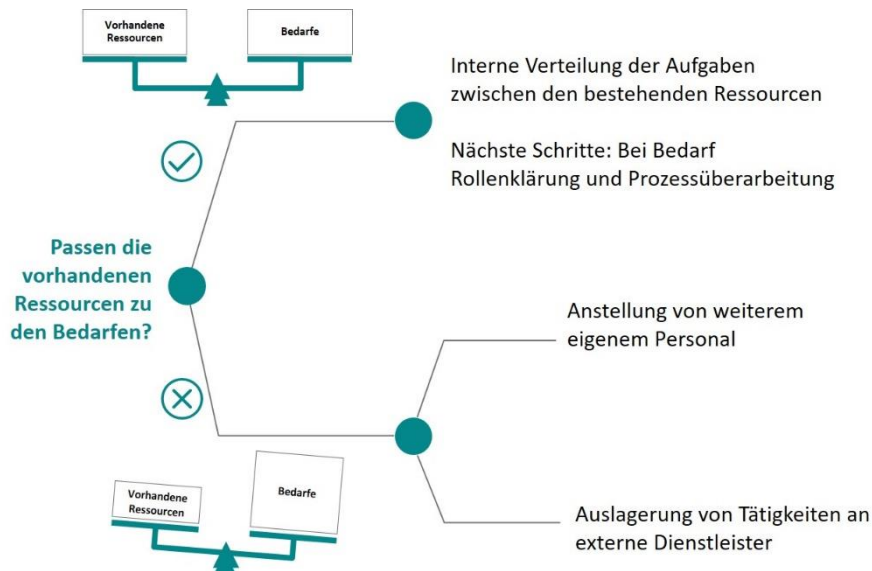 Vorhandene
Ressourcen
Bedarfe
Interne Verteilung der Aufgaben
zwischen den bestehenden Ressourcen
Nächste Schritte: Bei Bedarf
Rollenklärung und Prozessüberarbeitung
Passen die
vorhandenen
Ressourcen zu
den Bedarfen?
Anstellung von weiterem
eigenem Personal
Vorhandene
Ressourcen
Bedarfe
Auslagerung von Tätigkeiten an
externe Dienstleister